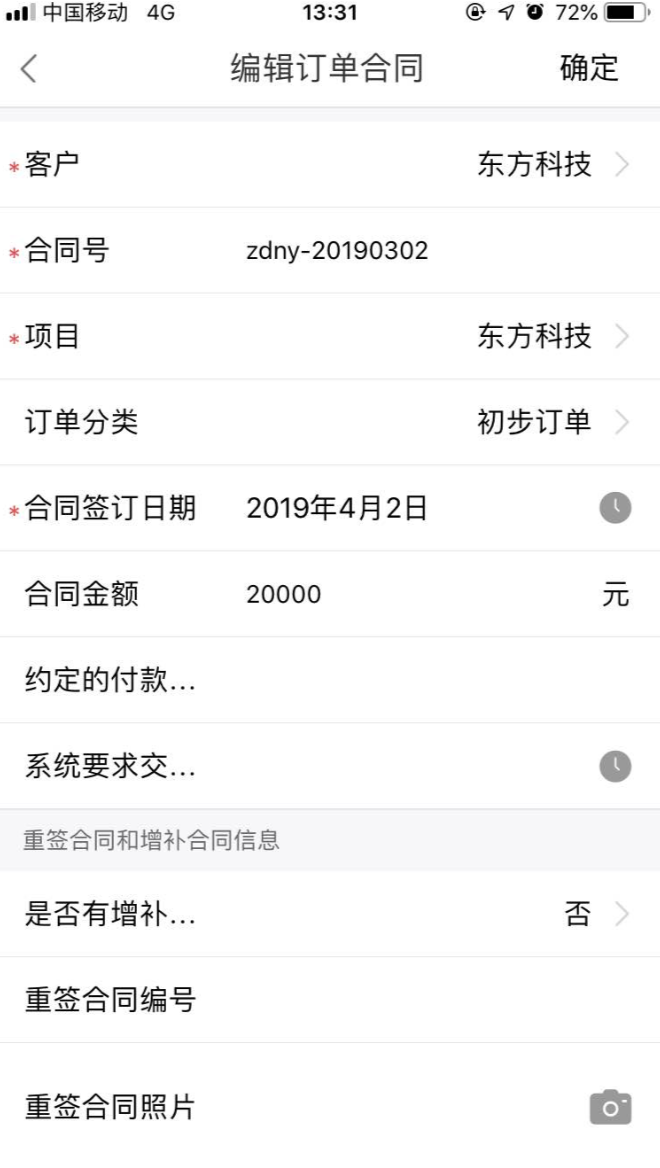 中国移动 4G 13:31 72%
编辑订单合同 确定
*客户 东方科技
*合同号 zdny-20190302
*项目 东方科技
订单分类 初步订单
*合同签订日期 2019年4月2日
合同金额 20000 元
约定的付款...
系统要求交...
重签合同和增补合同信息
是否有增补... 否
重签合同编号
重签合同照片